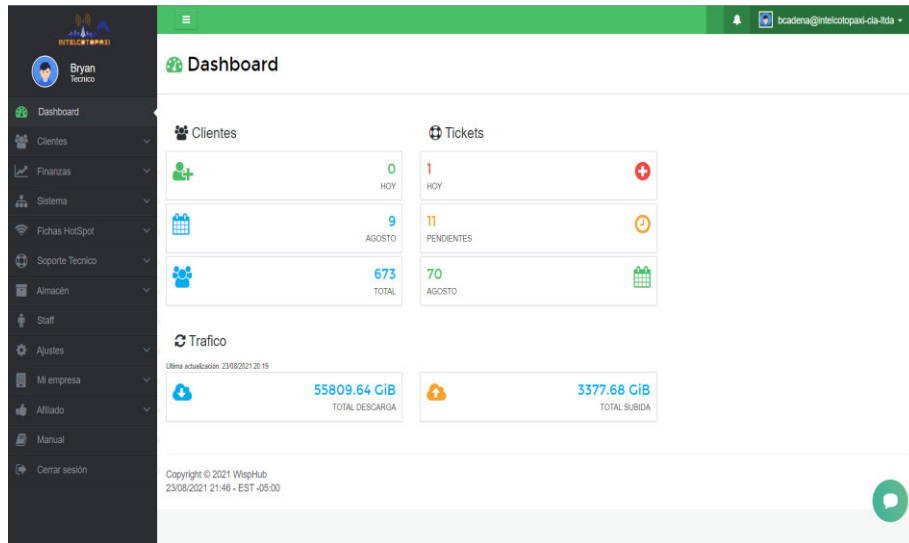 INTELCOTOPAXI
Bryan
Tecnico
Dashboard
Clientes
Finanzas
Sistema
Fichas HotSpot
Soporte Tecnico
Almacén
Staff
Ajustes
Mi empresa
Afiliado
Manual
Cerrar sesión
bcadena@intelcotopaxi-cia-ltda
Dashboard
Clientes
0
HOY
9
AGOSTO
673
TOTAL
Tickets
1
HOY
11
PENDIENTES
70
AGOSTO
Trafico
Última actualización: 23/08/2021 20:19
55809.64 GiB
TOTAL DESCARGA
3377.68 GiB
TOTAL SUBIDA
Copyright © 2021 WispHub
23/08/2021 21:46 - EST -05:00